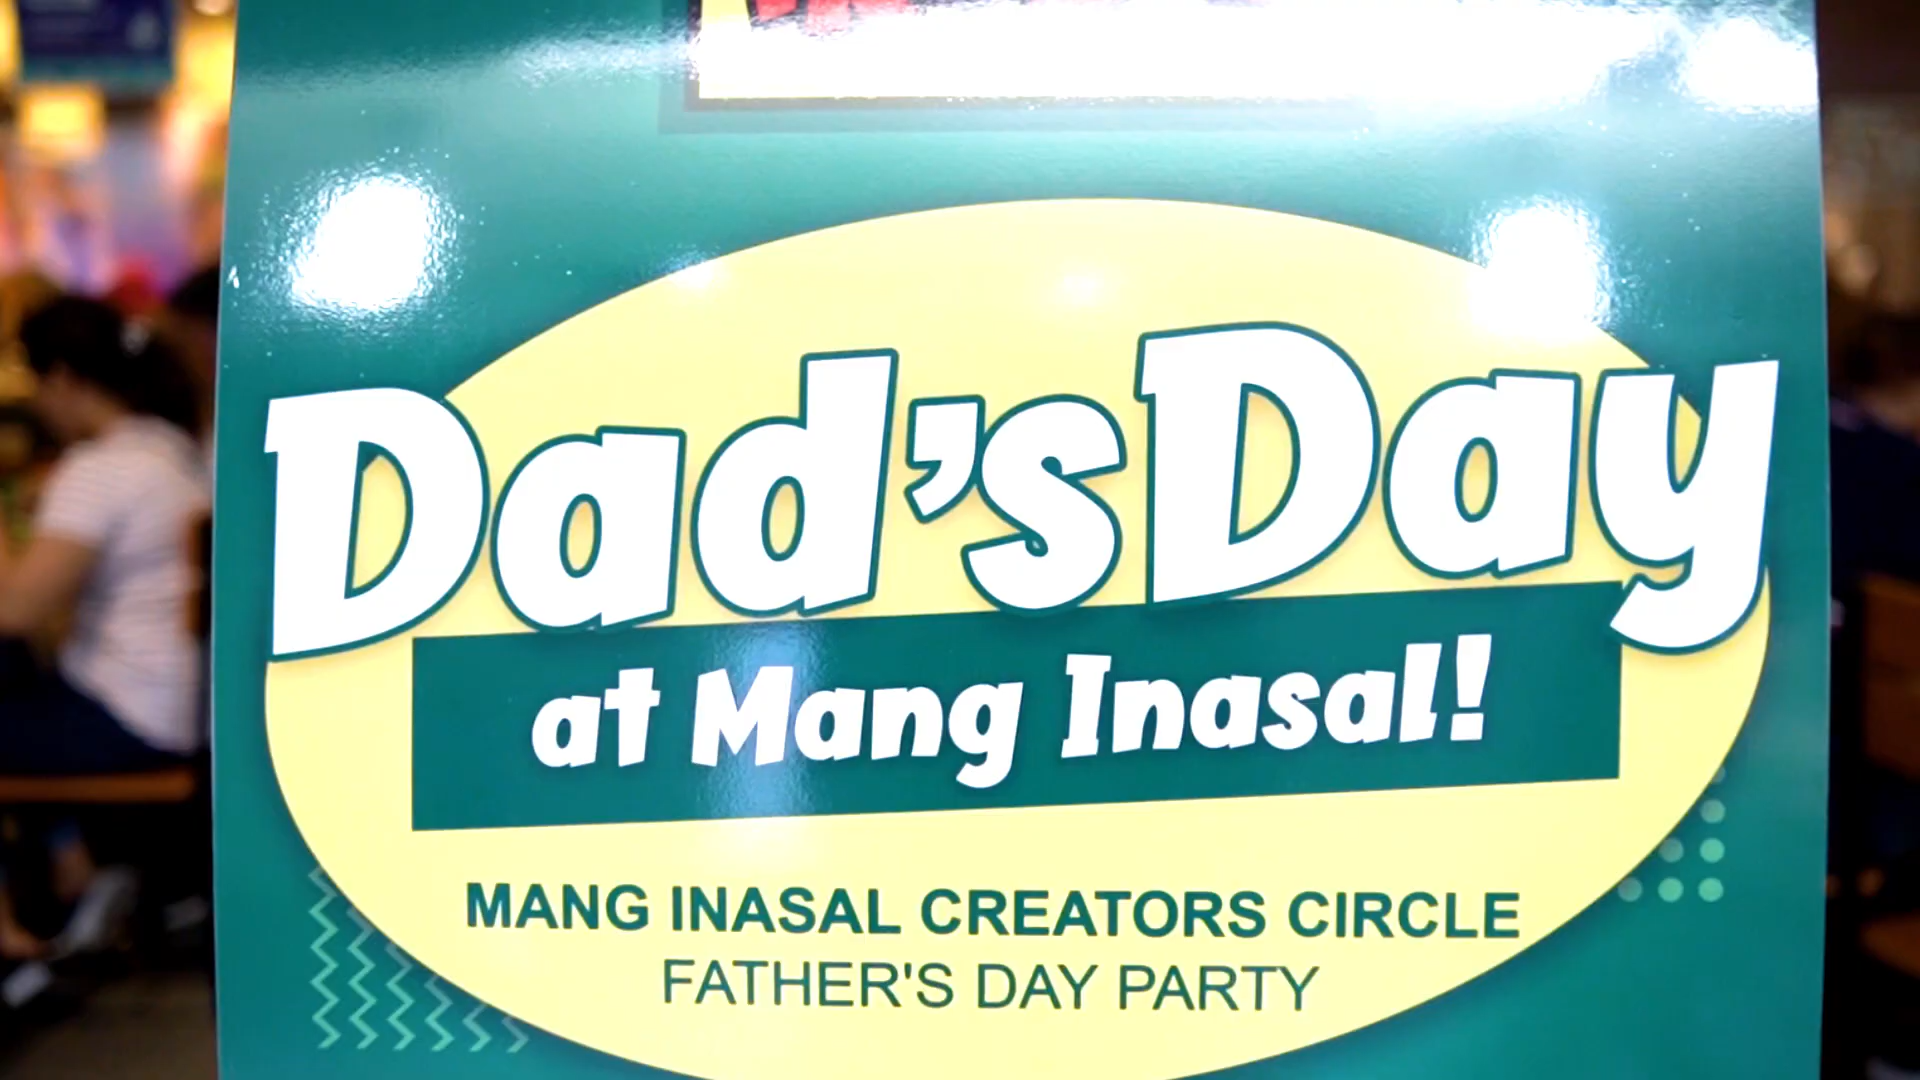 Dad's Day
at Mang Inasal!
MANG INASAL CREATORS CIRCLE
FATHER'S DAY PARTY